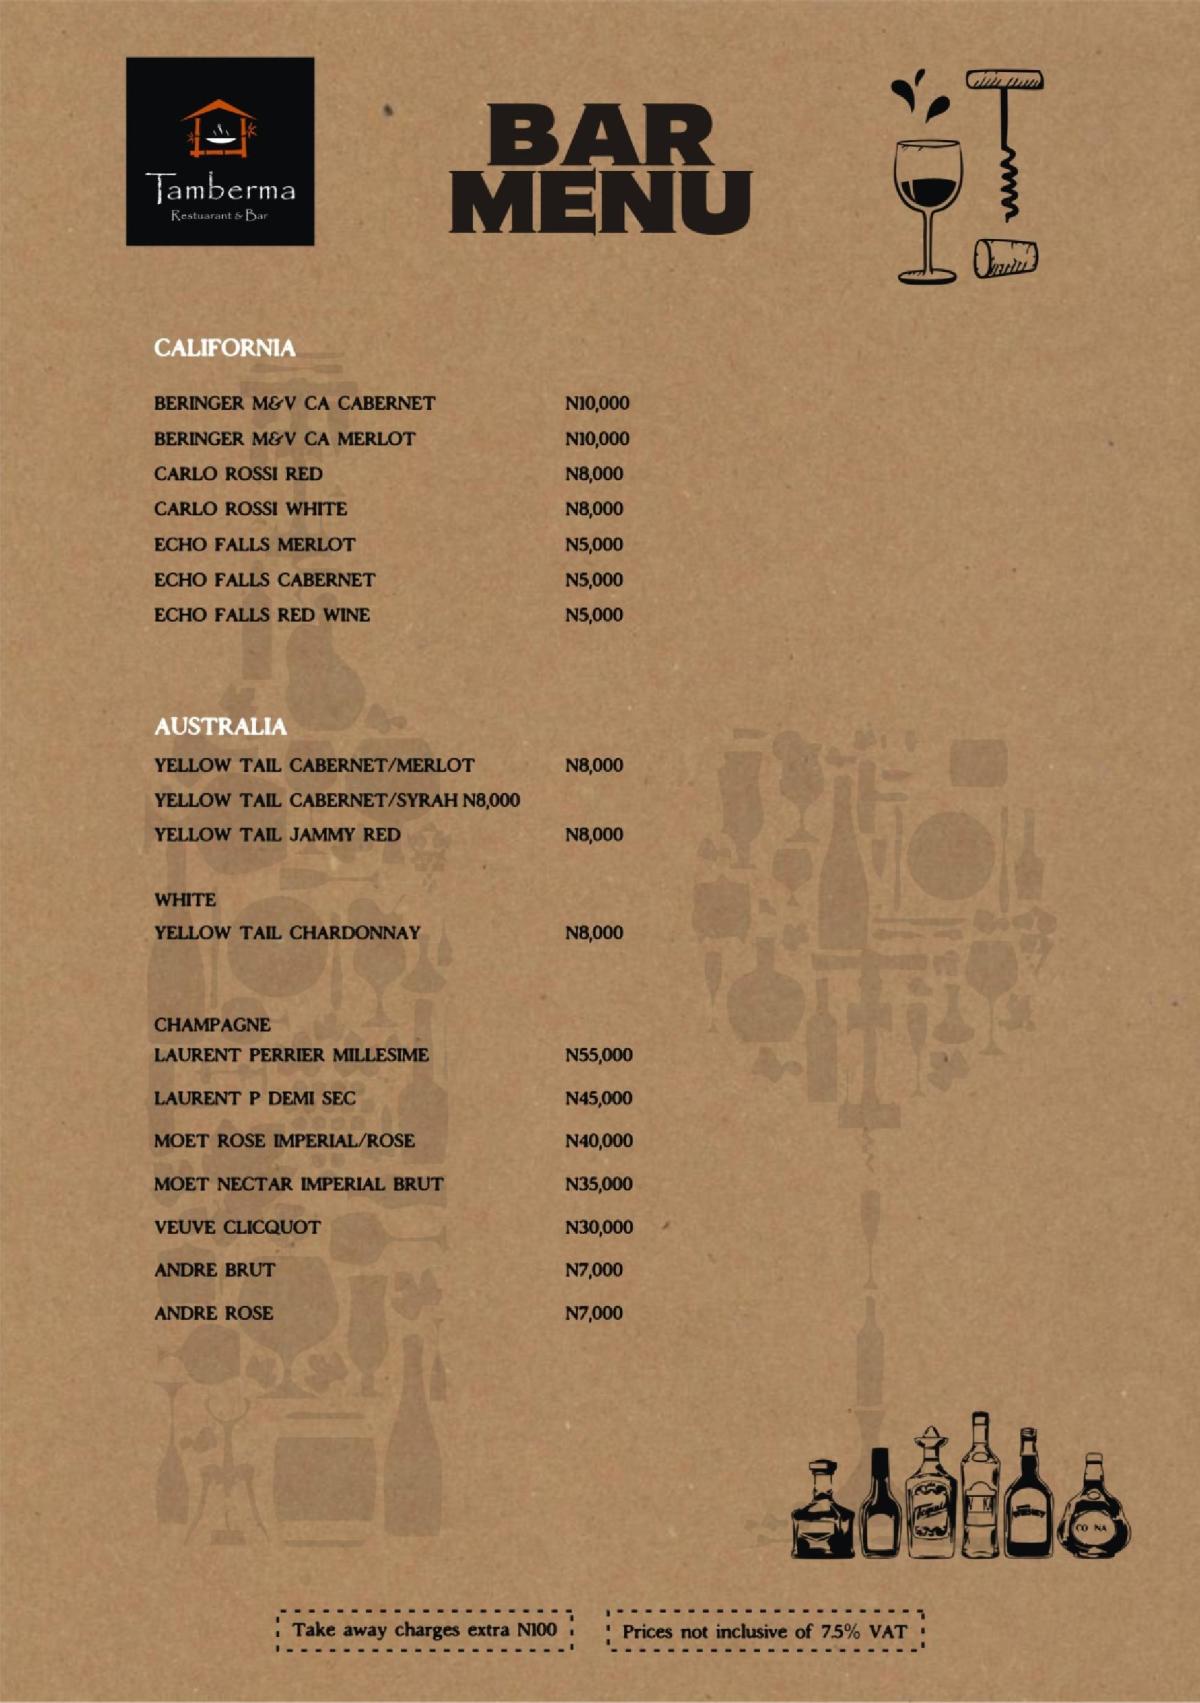 Tamberma
Restuarant & Bar
BAR
MENU
CALIFORNIA
BERINGER M&V CA CABERNET N10,000
BERINGER M&V CA MERLOT N10,000
CARLO ROSSI RED N8,000
CARLO ROSSI WHITE N8,000
ECHO FALLS MERLOT N5,000
ECHO FALLS CABERNET N5,000
ECHO FALLS RED WINE N5,000
AUSTRALIA
YELLOW TAIL CABERNET/MERLOT N8,000
YELLOW TAIL CABERNET/SYRAH N8,000
YELLOW TAIL JAMMY RED N8,000
WHITE
YELLOW TAIL CHARDONNAY N8,000
CHAMPAGNE
LAURENT PERRIER MILLESIME N55,000
LAURENT P DEMI SEC N45,000
MOET ROSE IMPERIAL/ROSE N40,000
MOET NECTAR IMPERIAL BRUT N35,000
VEUVE CLICQUOT N30,000
ANDRE BRUT N7,000
ANDRE ROSE N7,000
Take away charges extra N100
Prices not inclusive of 7.5% VAT